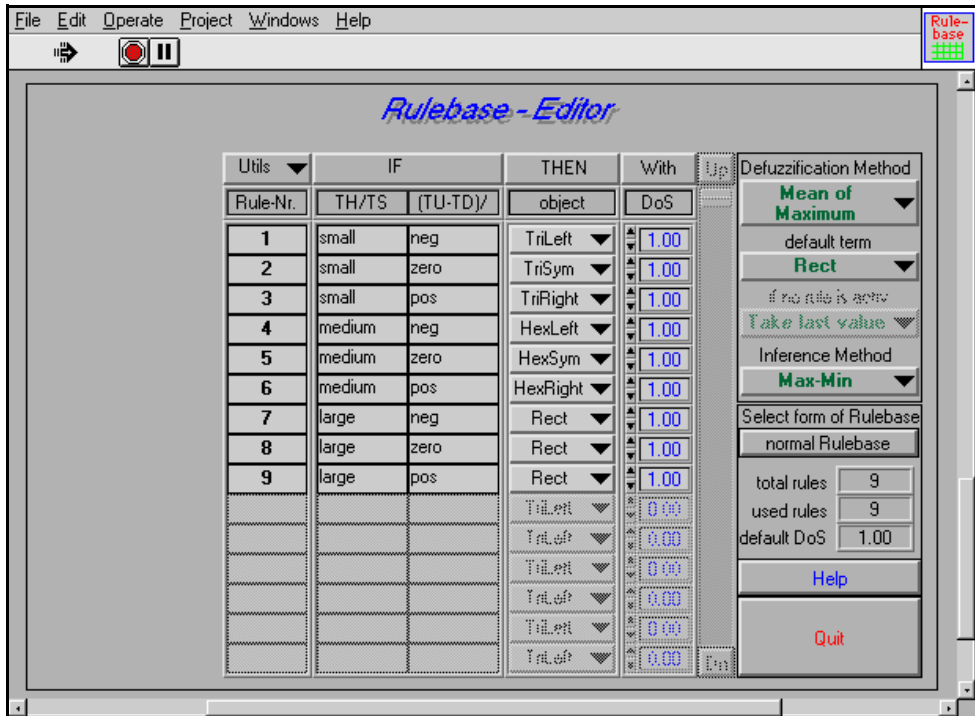 File Edit Operate Project Windows Help
Rule-
base
Rulebase - Editor
Utils IF THEN With Up
Rule-Nr. TH/TS (TU-TD)/ object DoS
1 small neg TriLeft 1.00
2 small zero TriSym 1.00
3 small pos TriRight 1.00
4 medium neg HexLeft 1.00
5 medium zero HexSym 1.00
6 medium pos HexRight 1.00
7 large neg Rect 1.00
8 large zero Rect 1.00
9 large pos Rect 1.00
TriLeft 0.00
TriLeft 0.00
TriLeft 0.00
TriLeft 0.00
TriLeft 0.00
TriLeft 0.00 Dn
Defuzzification Method
Mean of
Maximum
default term
Rect
if no rule is activ
Take last value
Inference Method
Max-Min
Select form of Rulebase
normal Rulebase
total rules 9
used rules 9
default DoS 1.00
Help
Quit